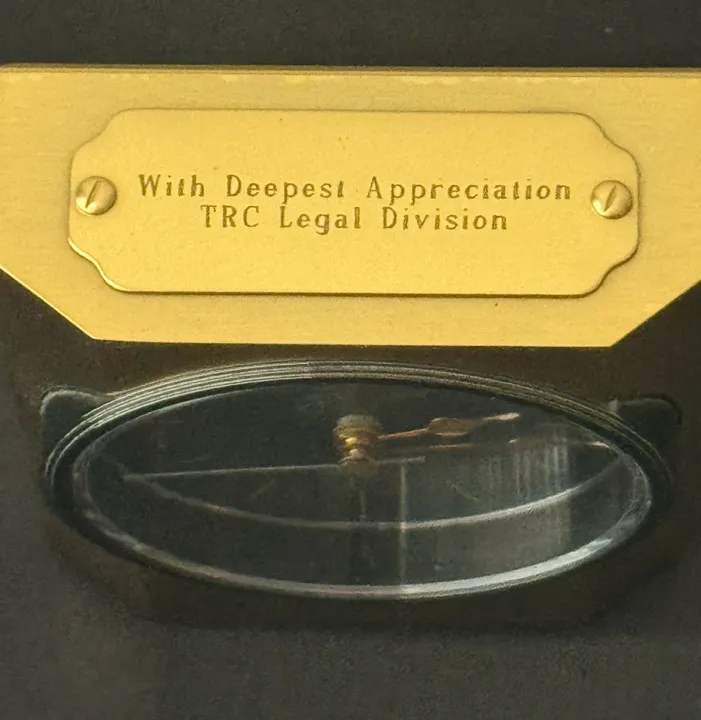 With Deepest Appreciation
TRC Legal Division